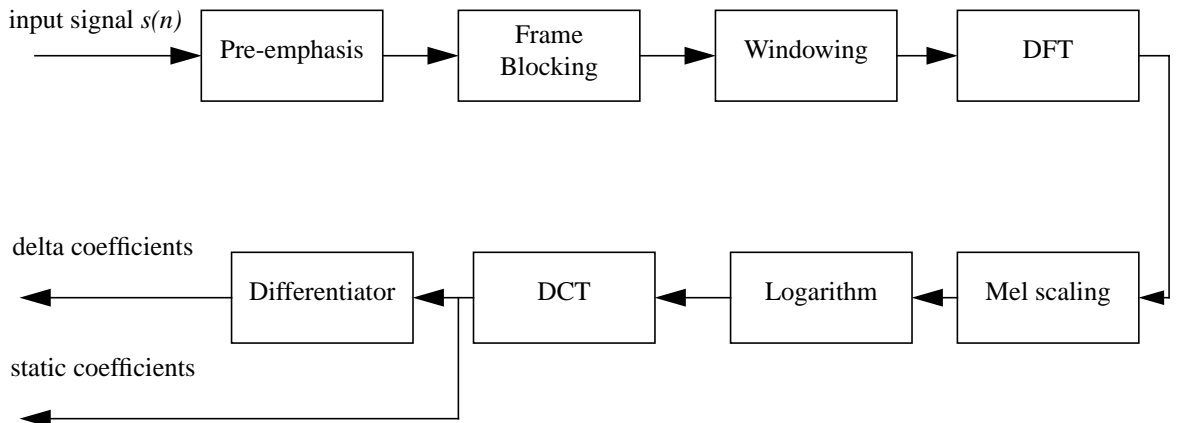 input signal s(n)
Pre-emphasis
Frame
Blocking
Windowing
DFT
delta coefficients
Differentiator
DCT
Logarithm
Mel scaling
static coefficients